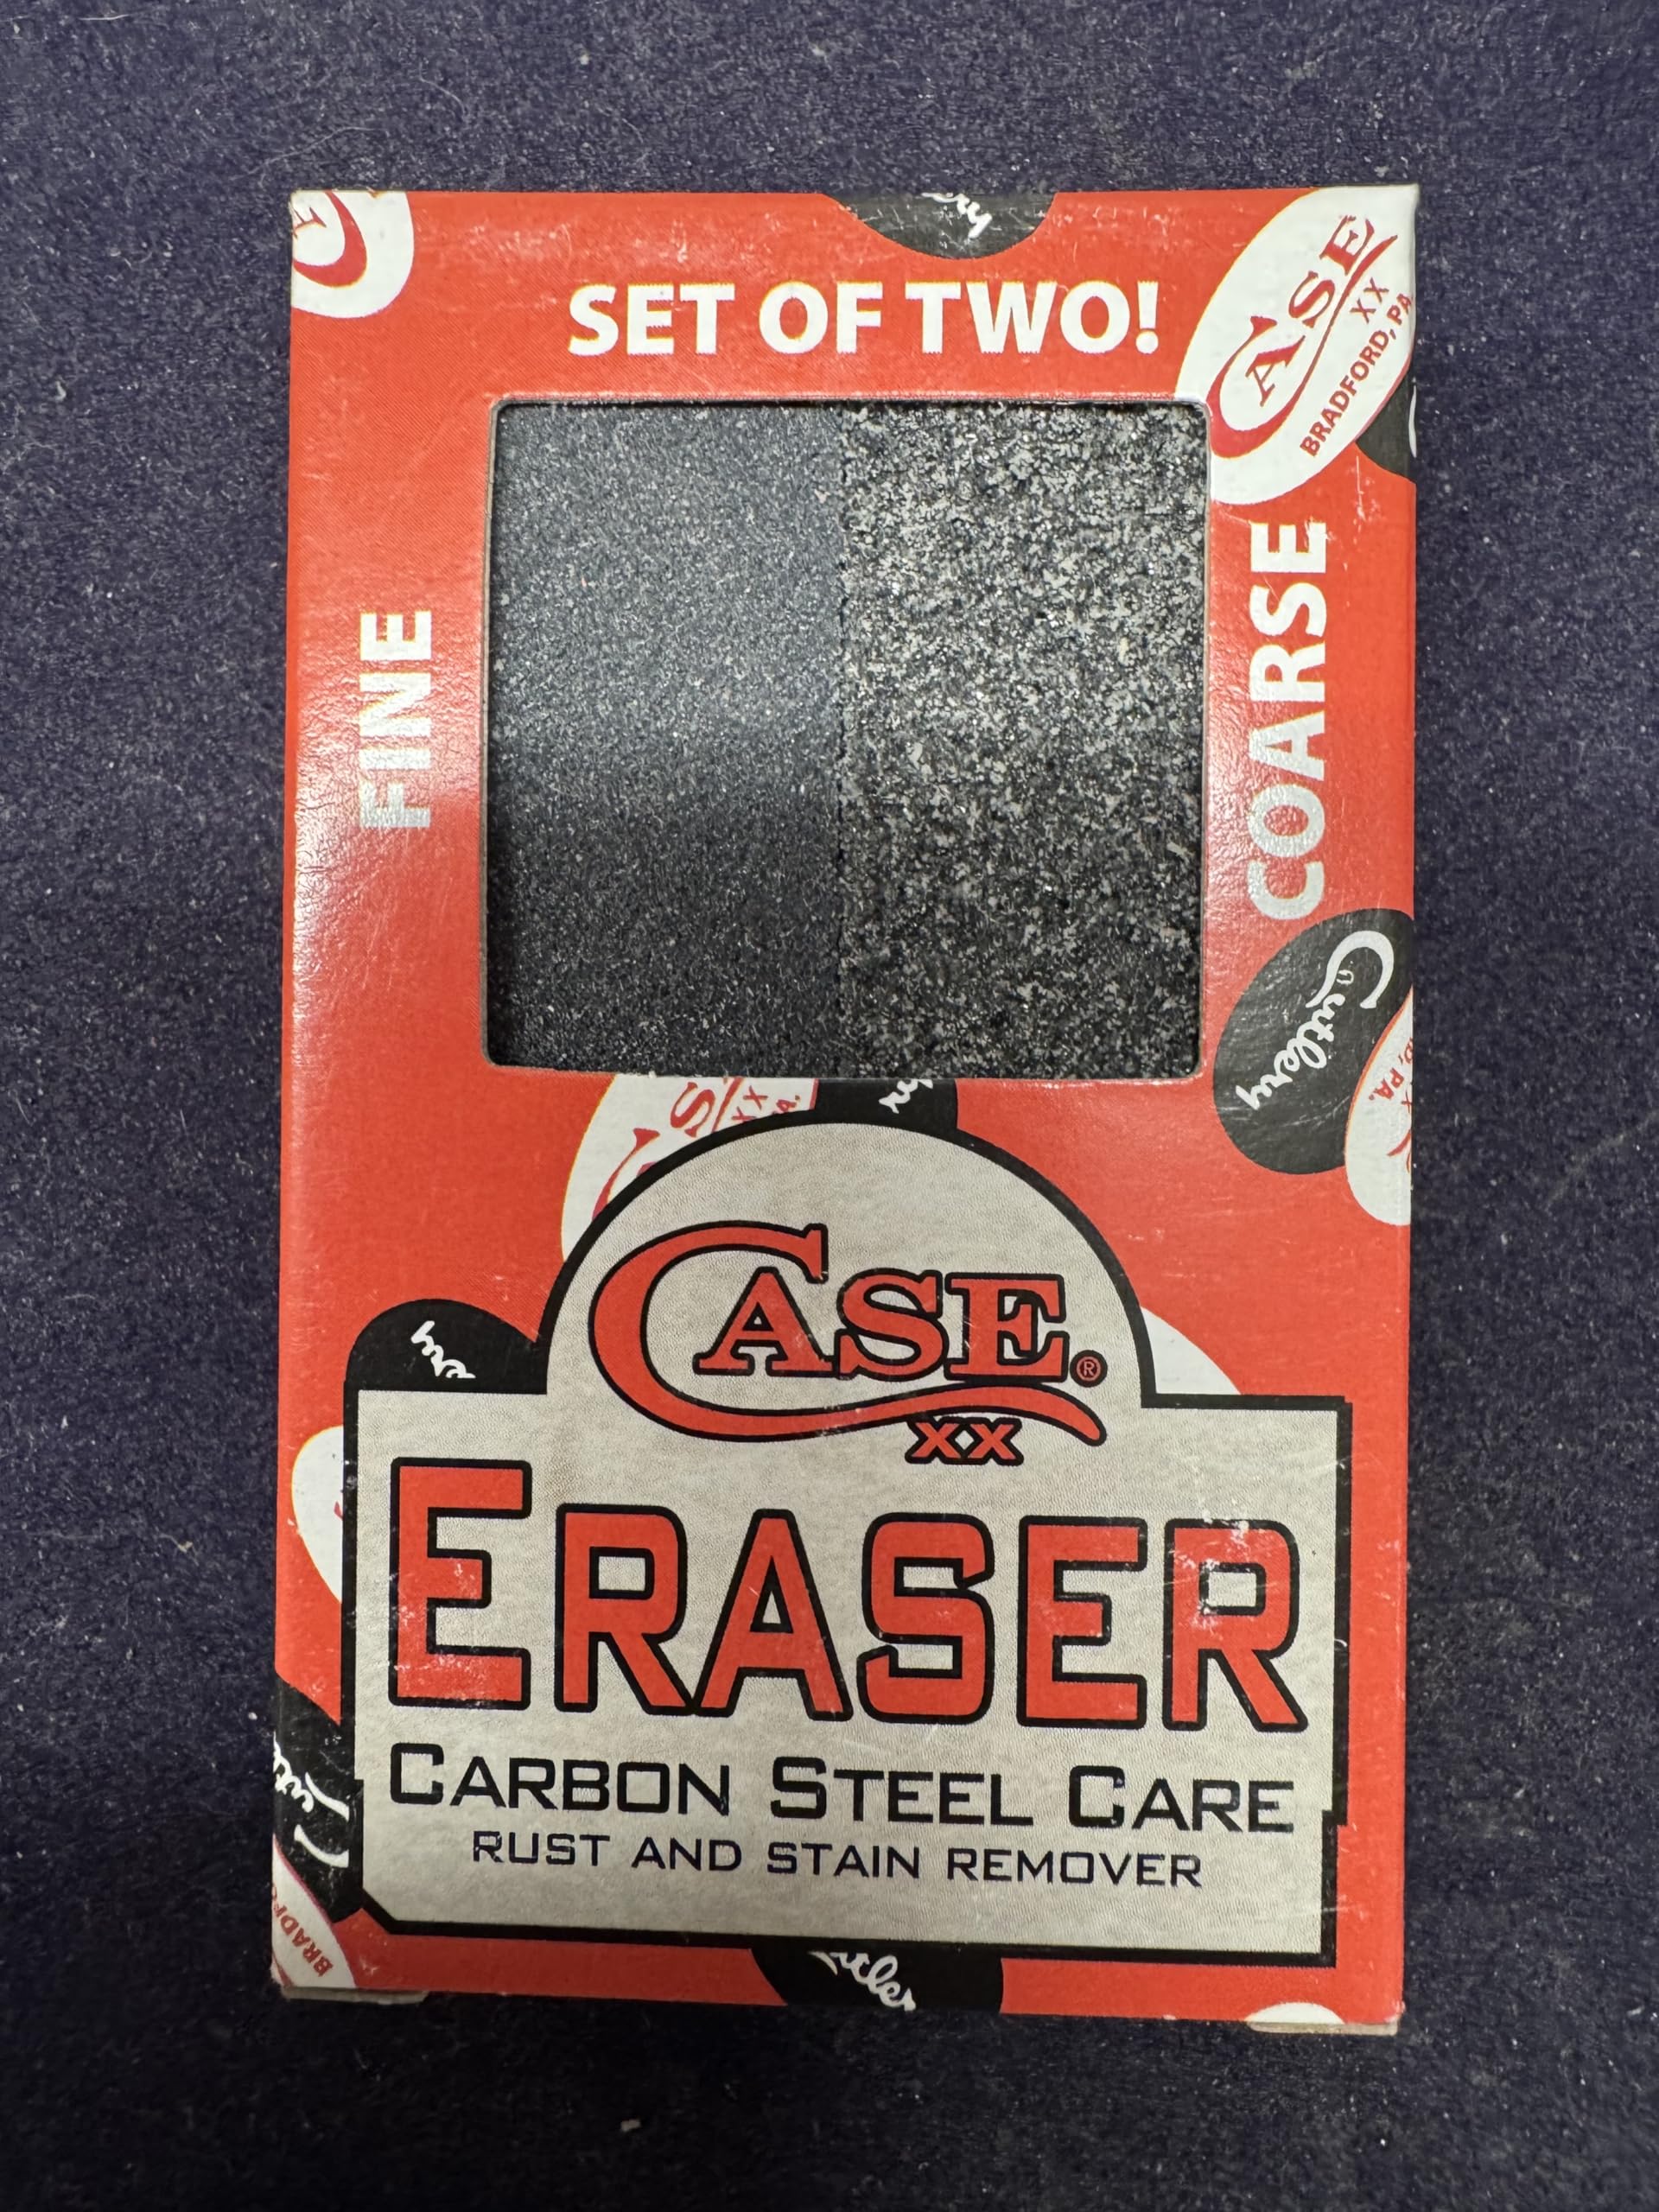 SET OF TWO!
CASE
XX
BRADFORD, PA
FINE
COARSE
Cutlery
CASE®
XX
ERASER
CARBON STEEL CARE
RUST AND STAIN REMOVER